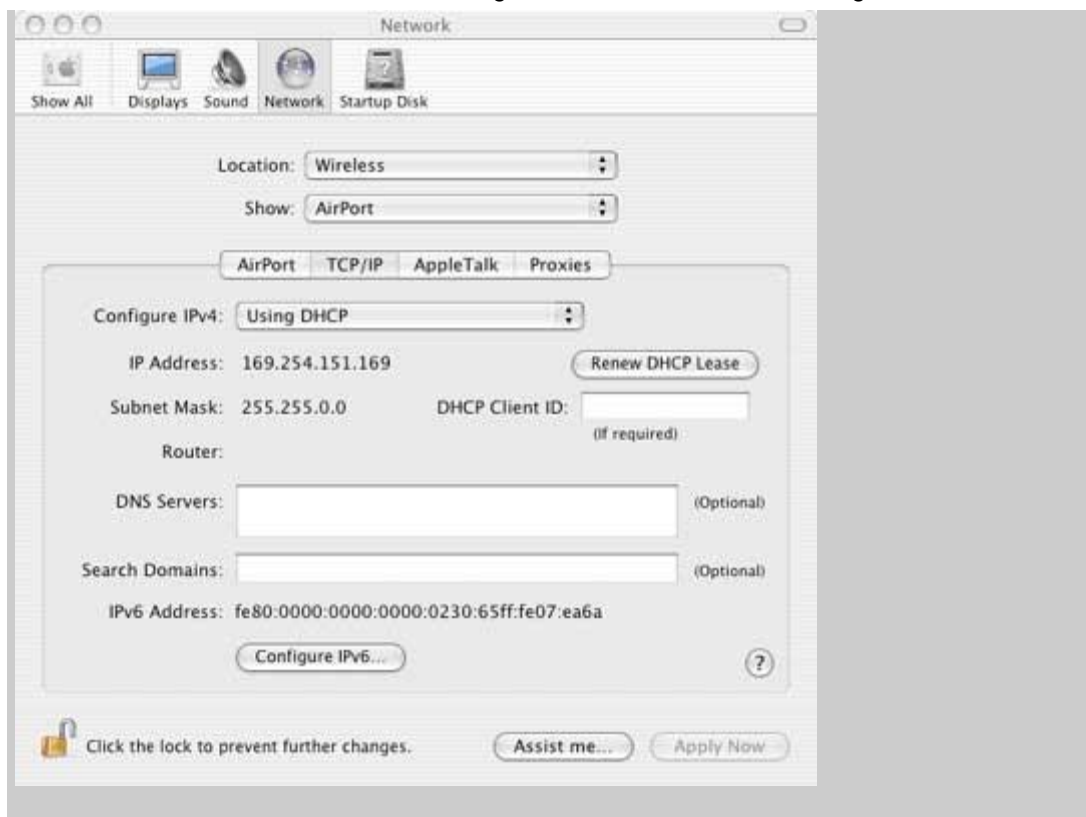 Network
Show All Displays Sound Network Startup Disk
Location: Wireless
Show: AirPort
AirPort TCP/IP AppleTalk Proxies
Configure IPv4: Using DHCP
IP Address: 169.254.151.169 Renew DHCP Lease
Subnet Mask: 255.255.0.0 DHCP Client ID:
(If required)
Router:
DNS Servers: (Optional)
Search Domains: (Optional)
IPv6 Address: fe80:0000:0000:0000:0230:65ff:fe07:ea6a
Configure IPv6... ?
Click the lock to prevent further changes. Assist me... Apply Now